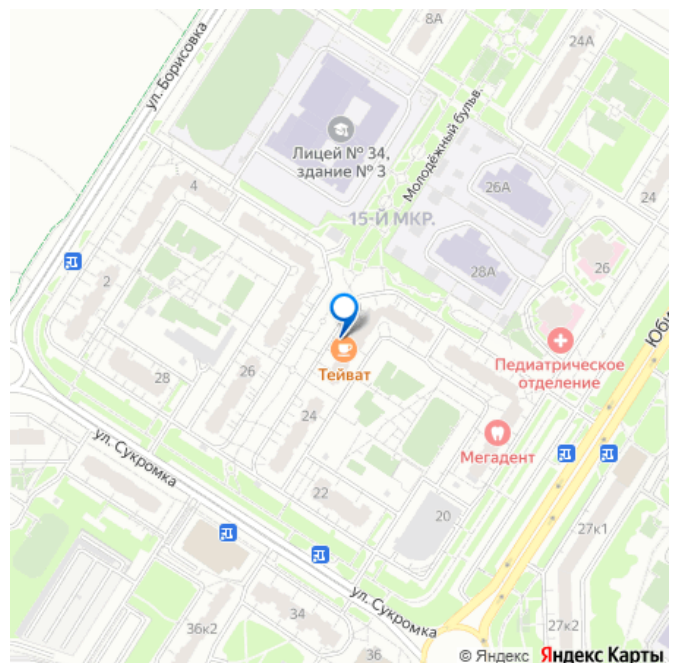 8А
24А
ул. Борисовка
Молодёжный бульв.
Лицей № 34,
здание № 3
4
26А
24
15-Й МКР.
2
28А
26
Юби
Педиатрическое
отделение
Тейват
28
26
24
Мегадент
ул. Сукромка
22
20
27к1
36к2
34
36
ул. Сукромка
27к2
© Яндекс Яндекс Карты